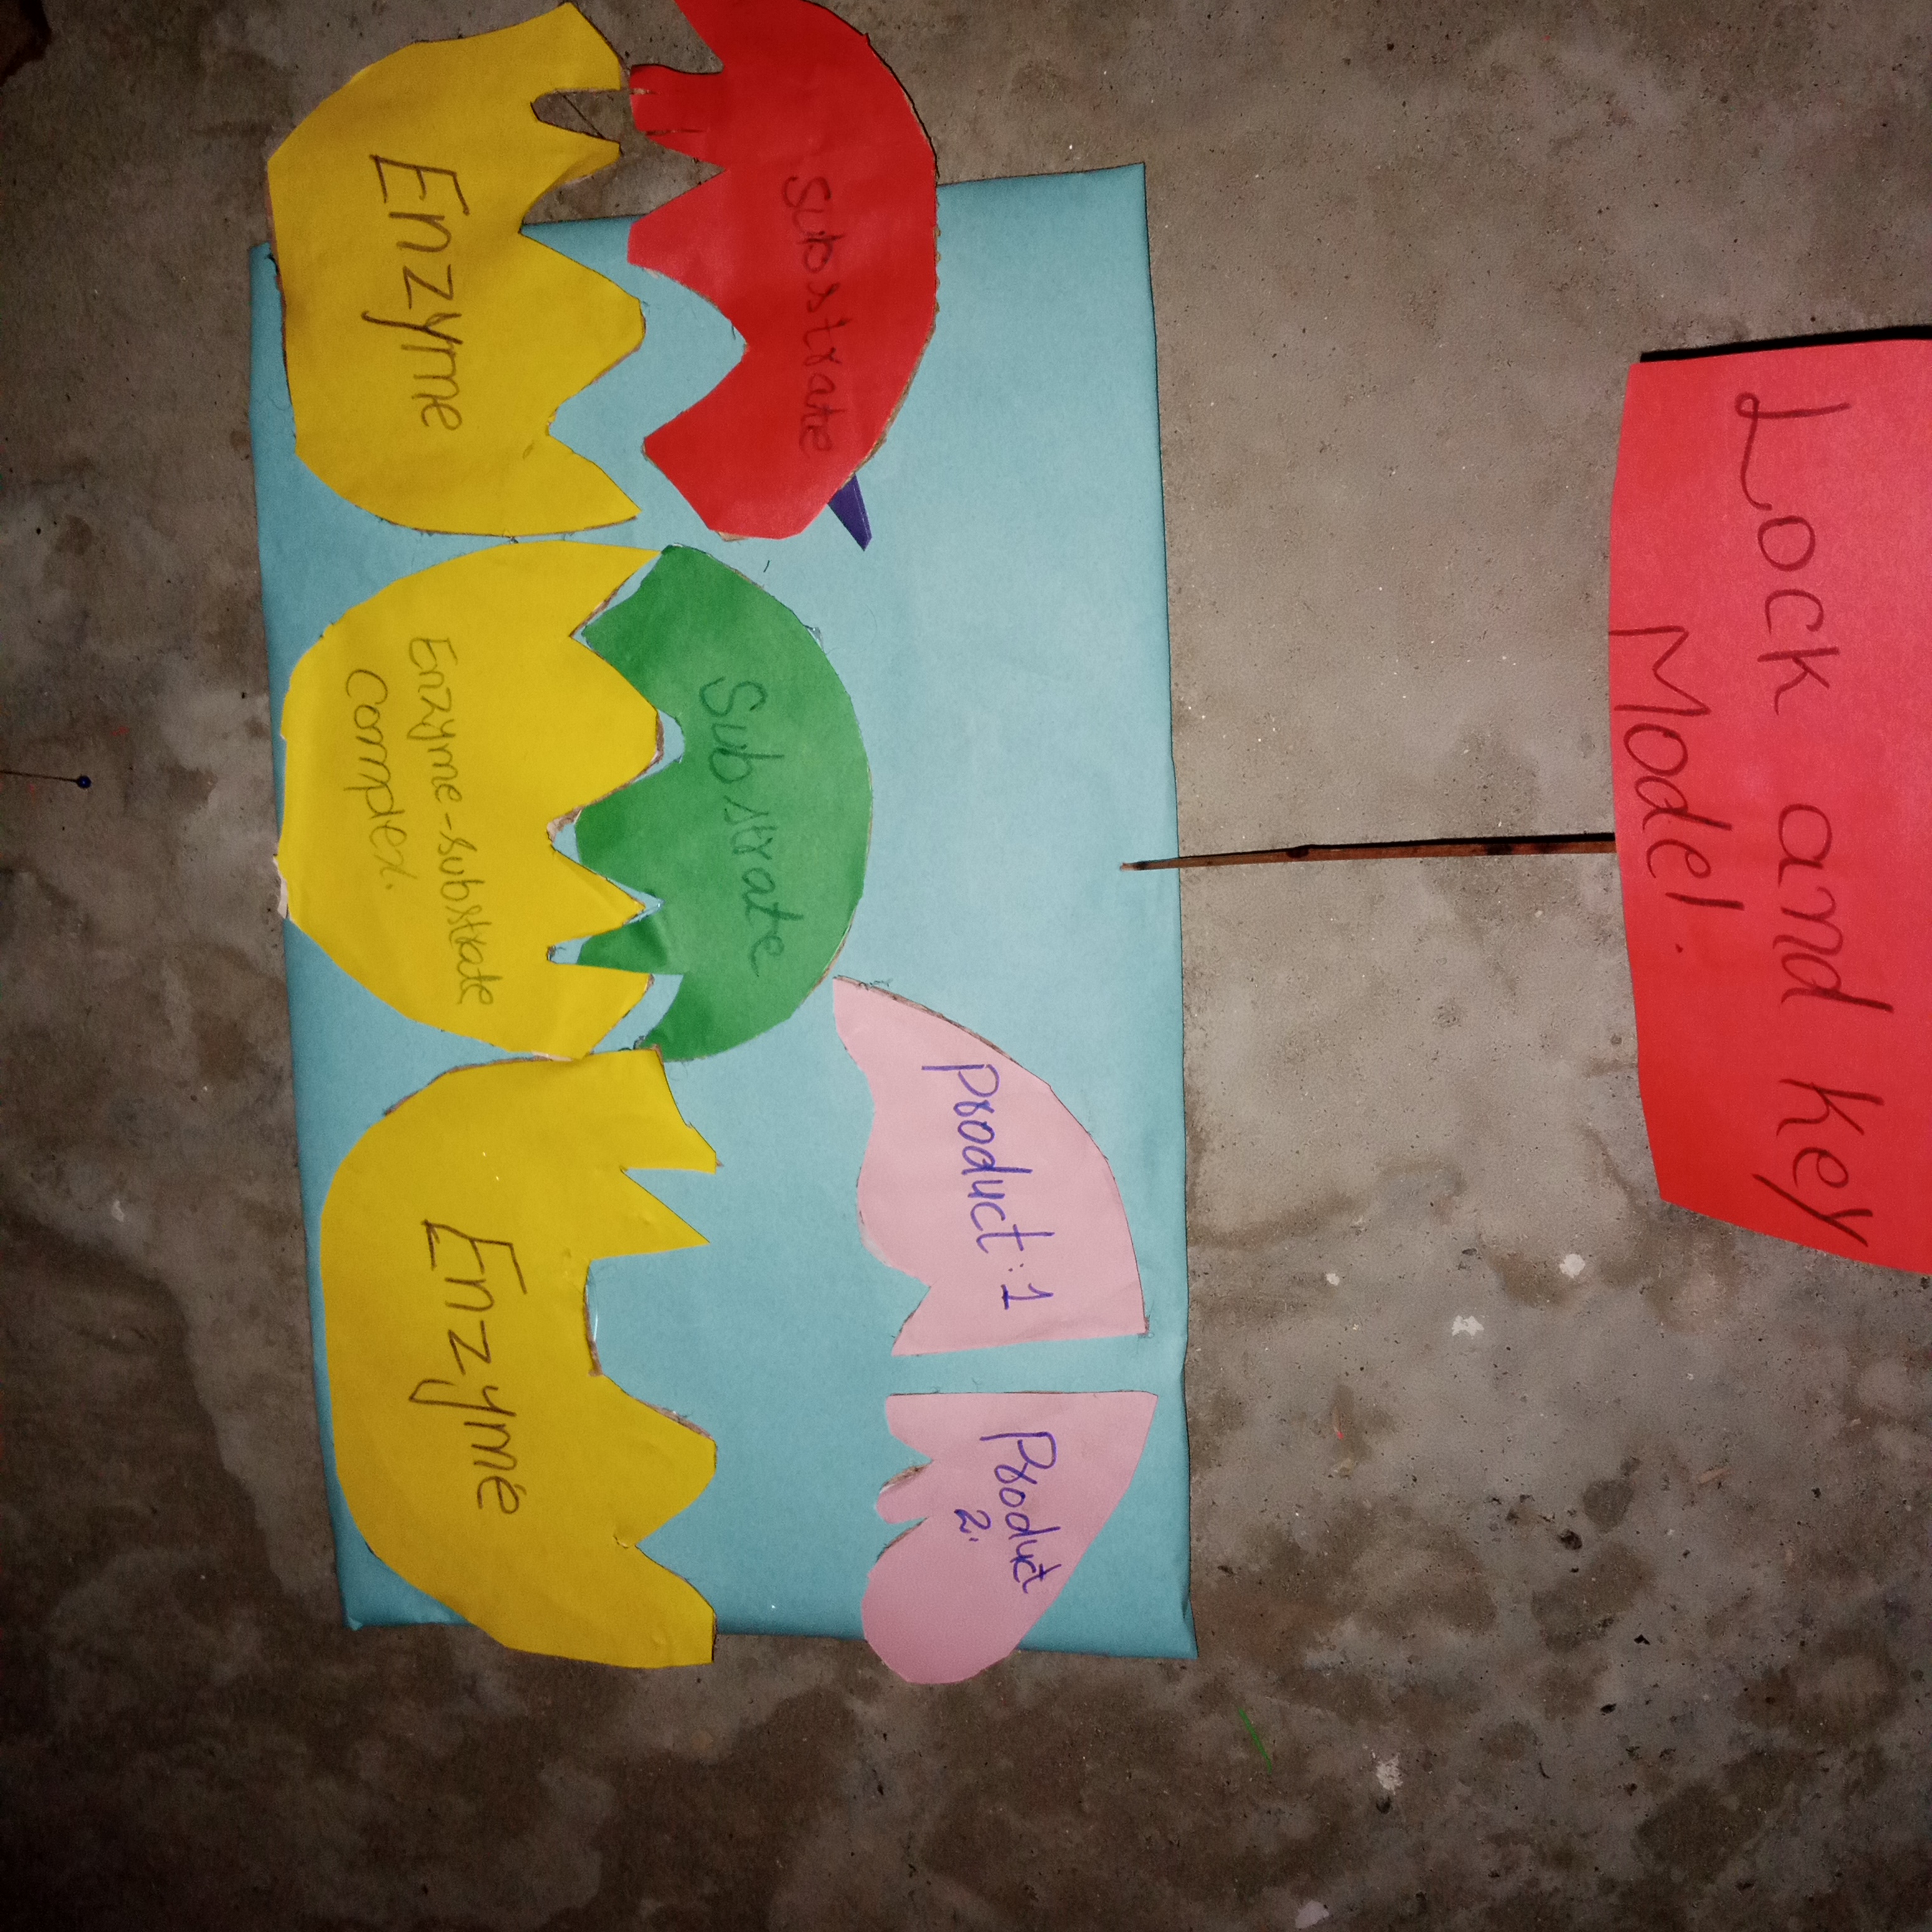 Lock and key
Model.
Substrate
Enzyme
Substrate
Enzyme-substrate
Complex.
Product:1
Product
2.
Enzyme